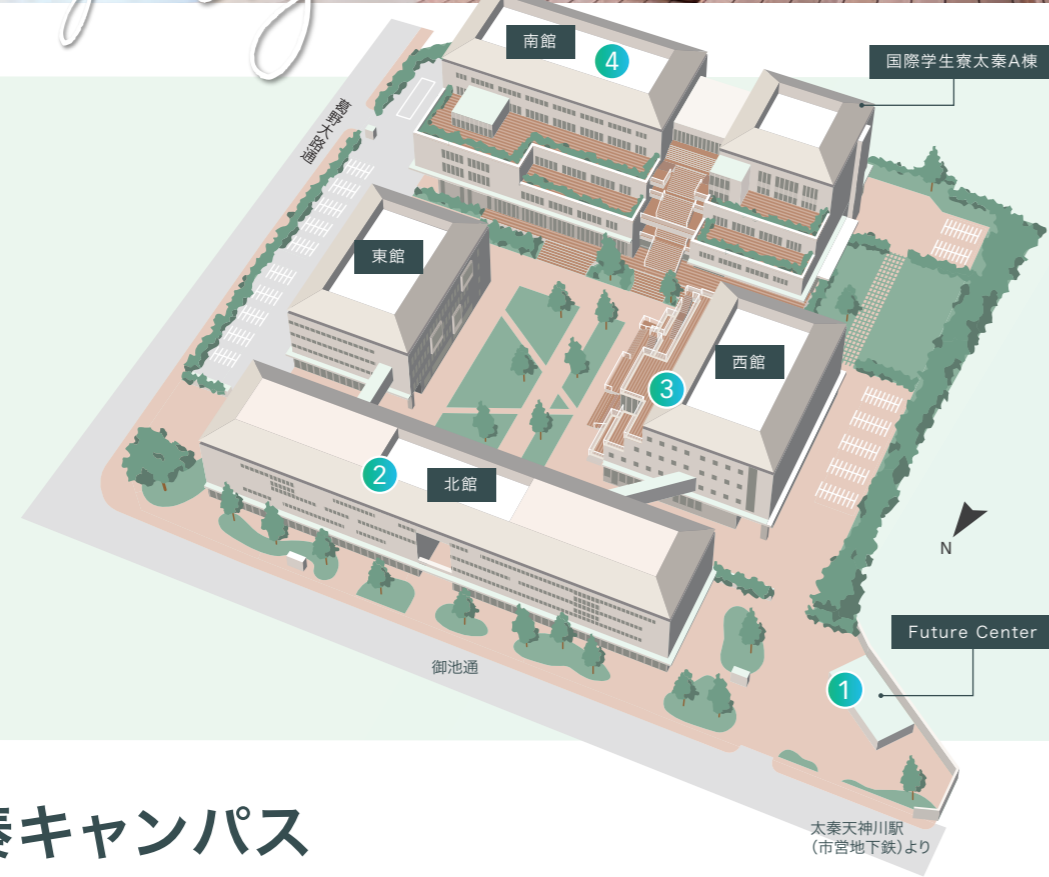 南館
4
国際学生寮太秦A棟
葛野大路通
東館
西館
3
2
北館
N
Future Center
1
御池通
秦キャンパス
太秦天神川駅
(市営地下鉄)より